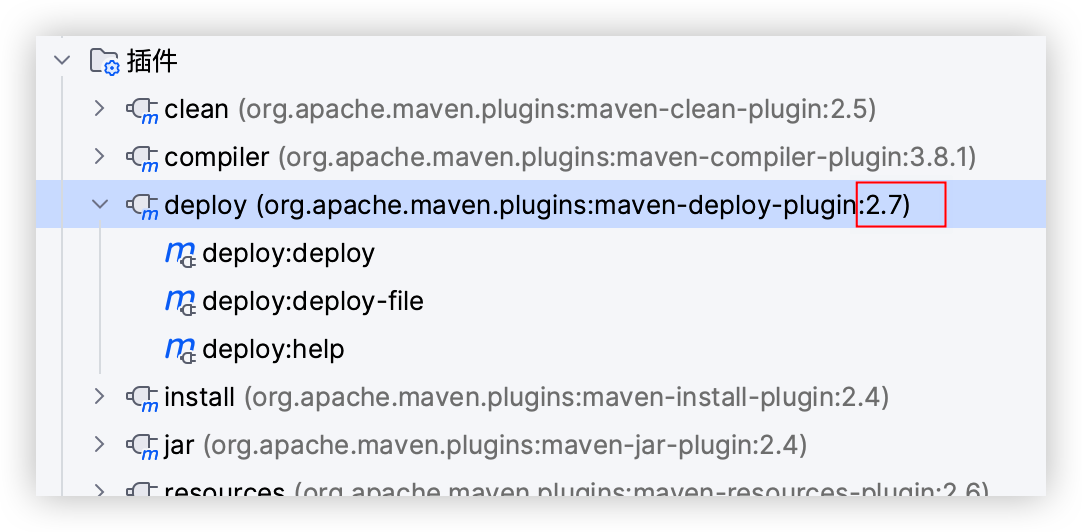 插件
clean (org.apache.maven.plugins:maven-clean-plugin:2.5)
compiler (org.apache.maven.plugins:maven-compiler-plugin:3.8.1)
deploy (org.apache.maven.plugins:maven-deploy-plugin:2.7)
deploy:deploy
deploy:deploy-file
deploy:help
install (org.apache.maven.plugins:maven-install-plugin:2.4)
jar (org.apache.maven.plugins:maven-jar-plugin:2.4)
resources (org.apache.maven.plugins:maven-resources-plugin:2.6)